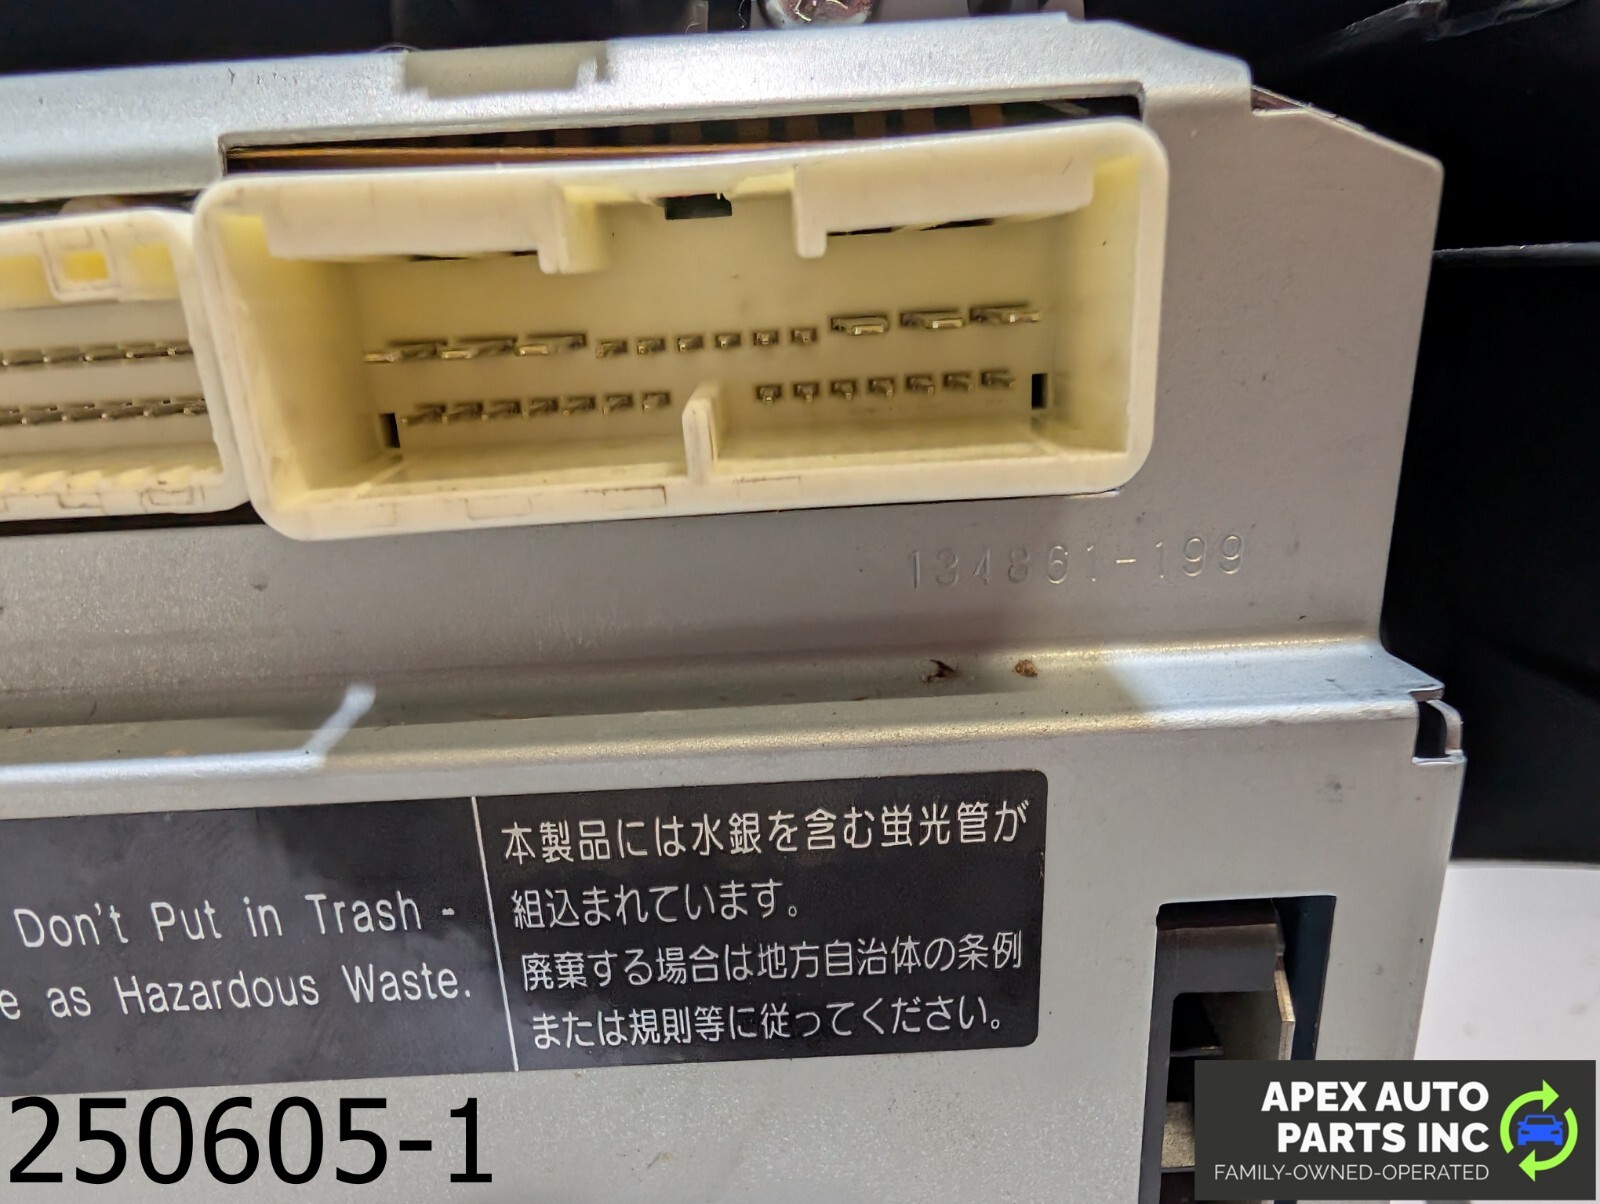 134861-199
Don't Put in Trash -
e as Hazardous Waste.
本製品には水銀を含む蛍光管が
組込まれています。
廃棄する場合は地方自治体の条例
または規則等に従ってください。
250605-1
APEX AUTO
PARTS INC
FAMILY-OWNED-OPERATED